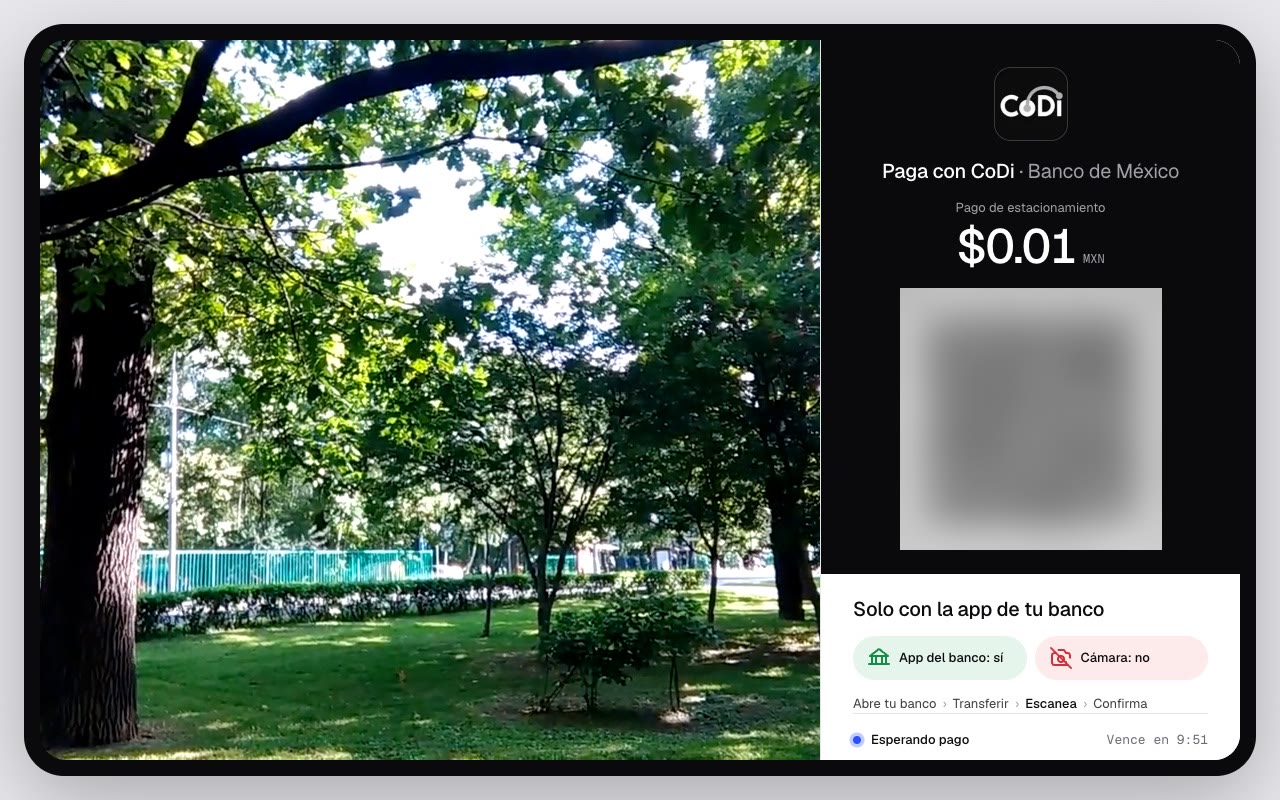 CoDi
Paga con CoDi · Banco de México
Pago de estacionamiento
$0.01 MXN
Solo con la app de tu banco
App del banco: sí
Cámara: no
Abre tu banco › Transferir › Escanea › Confirma
Esperando pago
Vence en 9:51